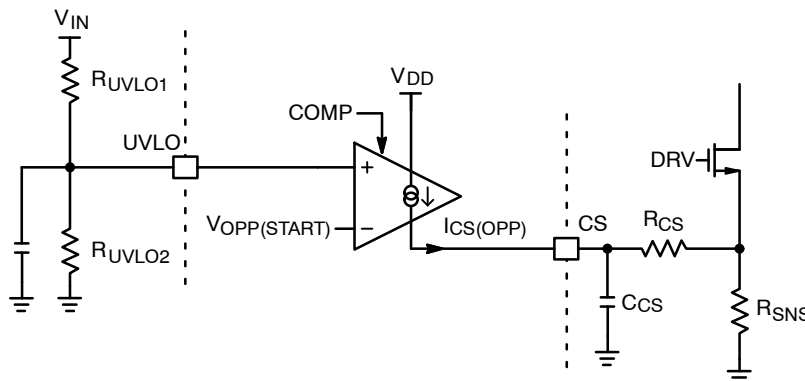 VIN
RUVLO1
UVLO
RUVLO2
VDD
COMP
+
VOPP(START)
−
ICS(OPP)
CS
RCS
CCS
DRV
RSNS